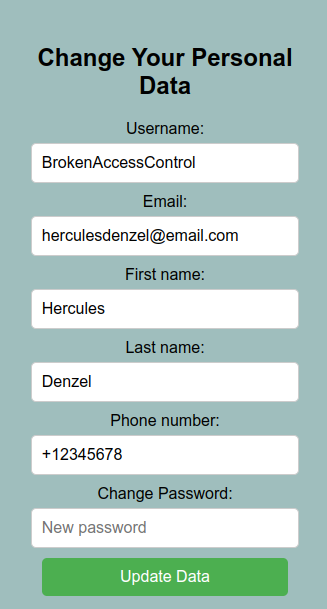 Change Your Personal
Data
Username:
BrokenAccessControl
Email:
herculesdenzel@email.com
First name:
Hercules
Last name:
Denzel
Phone number:
+12345678
Change Password:
New password
Update Data